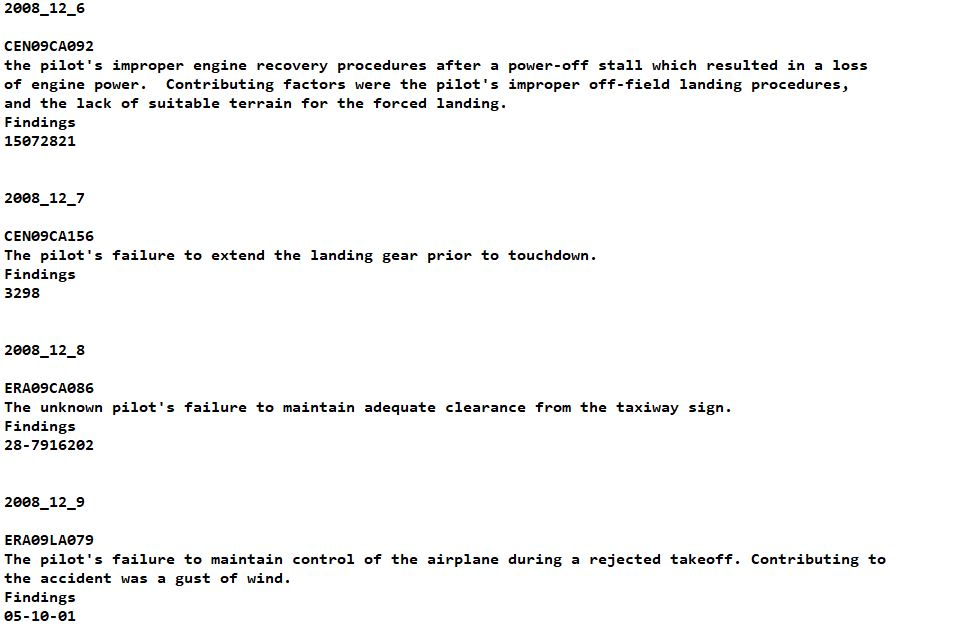 2008_12_6
CEN09CA092
the pilot's improper engine recovery procedures after a power-off stall which resulted in a loss
of engine power.  Contributing factors were the pilot's improper off-field landing procedures,
and the lack of suitable terrain for the forced landing.
Findings
15072821
2008_12_7
CEN09CA156
The pilot's failure to extend the landing gear prior to touchdown.
Findings
3298
2008_12_8
ERA09CA086
The unknown pilot's failure to maintain adequate clearance from the taxiway sign.
Findings
28-7916202
2008_12_9
ERA09LA079
The pilot's failure to maintain control of the airplane during a rejected takeoff. Contributing to
the accident was a gust of wind.
Findings
05-10-01